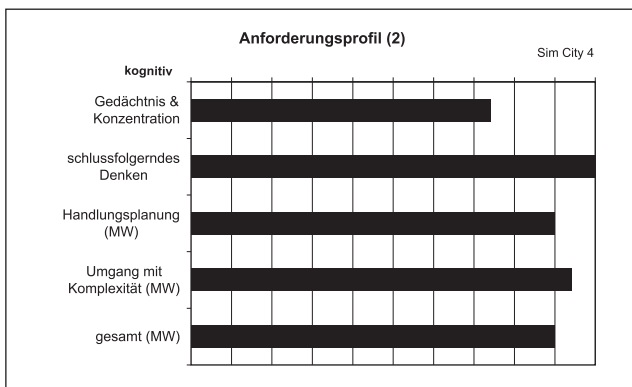 Anforderungsprofil (2)
Sim City 4
kognitiv
Gedächtnis &
Konzentration
schlussfolgerndes
Denken
Handlungsplanung
(MW)
Umgang mit
Komplexität (MW)
gesamt (MW)